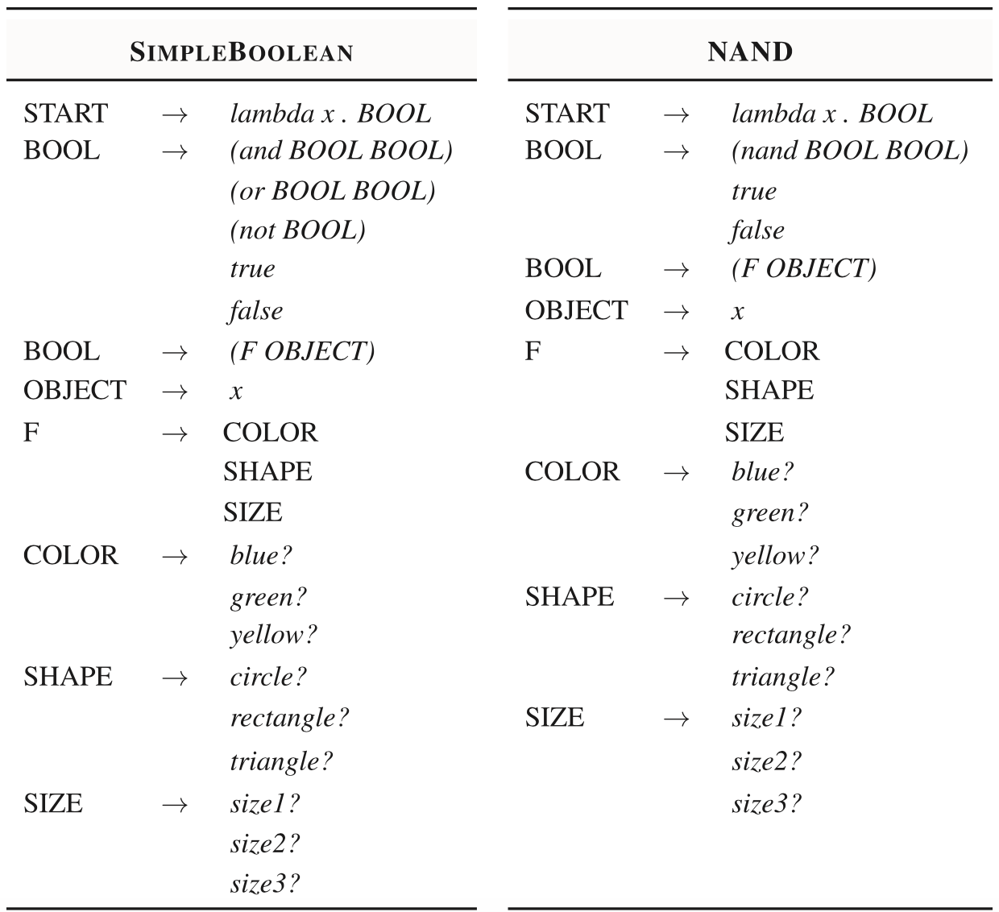 SIMPLEBOOLEAN
START → lambda x . BOOL
BOOL → (and BOOL BOOL)
(or BOOL BOOL)
(not BOOL)
true
false
BOOL → (F OBJECT)
OBJECT → x
F → COLOR
SHAPE
SIZE
COLOR → blue?
green?
yellow?
SHAPE → circle?
rectangle?
triangle?
SIZE → size1?
size2?
size3?
NAND
START → lambda x . BOOL
BOOL → (nand BOOL BOOL)
true
false
BOOL → (F OBJECT)
OBJECT → x
F → COLOR
SHAPE
SIZE
COLOR → blue?
green?
yellow?
SHAPE → circle?
rectangle?
triangle?
SIZE → size1?
size2?
size3?